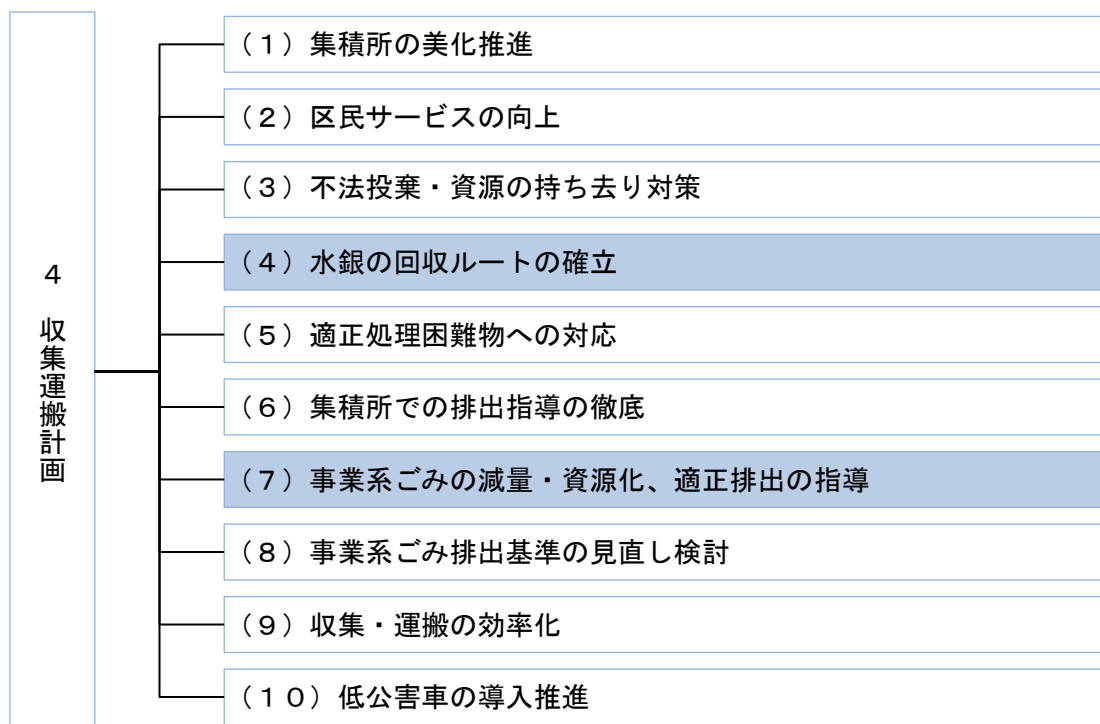 4 収集運搬計画
（１）集積所の美化推進
（２）区民サービスの向上
（３）不法投棄・資源の持ち去り対策
（４）水銀の回収ルートの確立
（５）適正処理困難物への対応
（６）集積所での排出指導の徹底
（７）事業系ごみの減量・資源化、適正排出の指導
（８）事業系ごみ排出基準の見直し検討
（９）収集・運搬の効率化
（１０）低公害車の導入推進